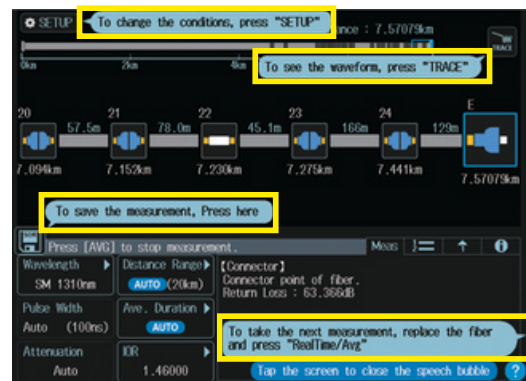 SETUP
To change the conditions, press "SETUP"
nce : 7.57079km
TRACE
0km 2km 4km
To see the waveform, press "TRACE"
20 21 22 23 24 E
57.5m 78.0m 45.1m 166m 129m
7.094km 7.152km 7.230km 7.275km 7.441km 7.57079km
To save the measurement, Press here
Press [AVG] to stop measurement. Meas
Wavelength Distance Range 【Connector】
SM 1310nm AUTO (20km) Connector point of fiber.
Return Loss : 63.366dB
Pulse Width Ave. Duration
Auto (100ns) AUTO
To take the next measurement, replace the fiber
and press "RealTime/Avg"
Attenuation IOR
Auto 1.46000
Tap the screen to close the speech bubble ?